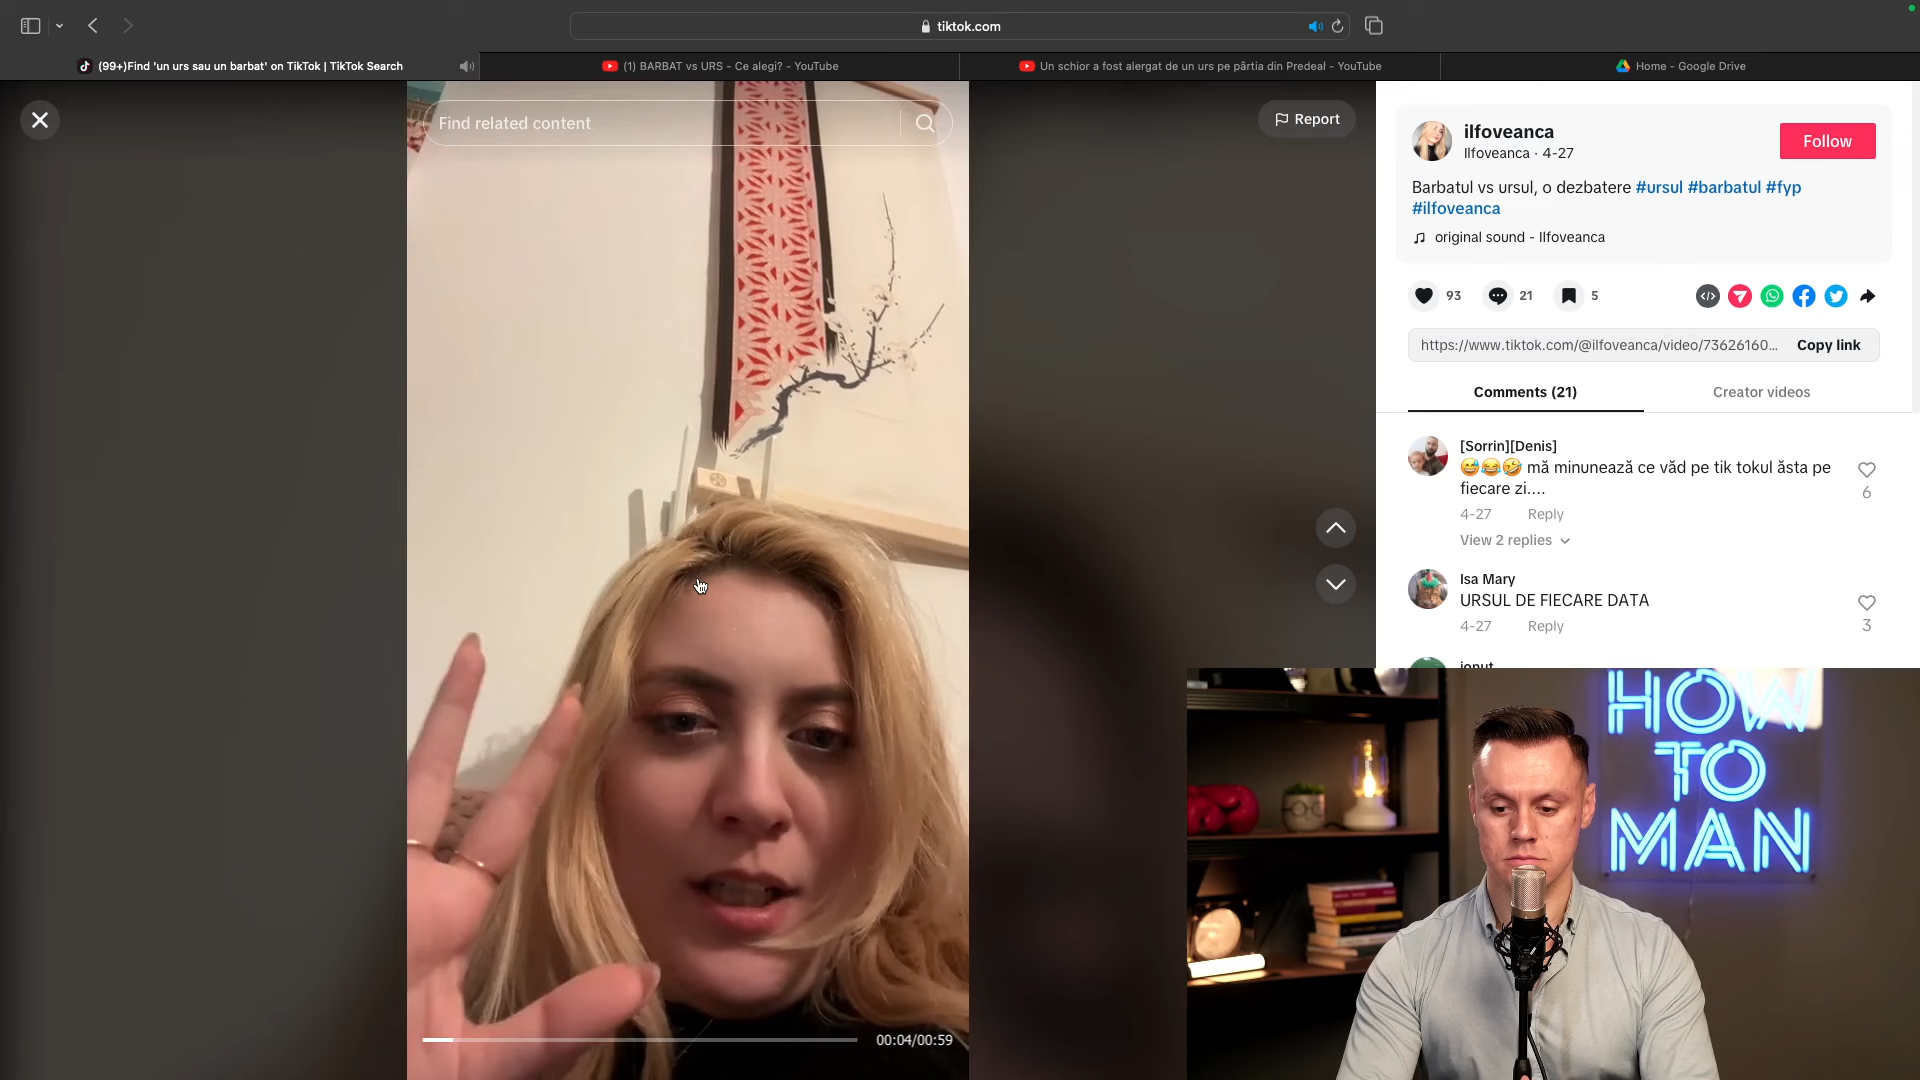 tiktok.com
(99+)Find 'un urs sau un barbat' on TikTok | TikTok Search
(1) BARBAT vs URS - Ce alegi? - YouTube
Un schior a fost alergat de un urs pe pârtia din Predeal - YouTube
Home - Google Drive
Find related content
Report
ilfoveanca
Ilfoveanca · 4-27
Follow
Barbatul vs ursul, o dezbatere #ursul #barbatul #fyp
#ilfoveanca
original sound - Ilfoveanca
93
21
5
https://www.tiktok.com/@ilfoveanca/video/73626160...
Copy link
Comments (21)
Creator videos
[Sorrin][Denis]
😅😂🤣 mă minunează ce văd pe tik tokul ăsta pe
fiecare zi....
6
4-27 Reply
View 2 replies
Isa Mary
URSUL DE FIECARE DATA
3
4-27 Reply
ionut
00:04/00:59
HOW
TO
MAN